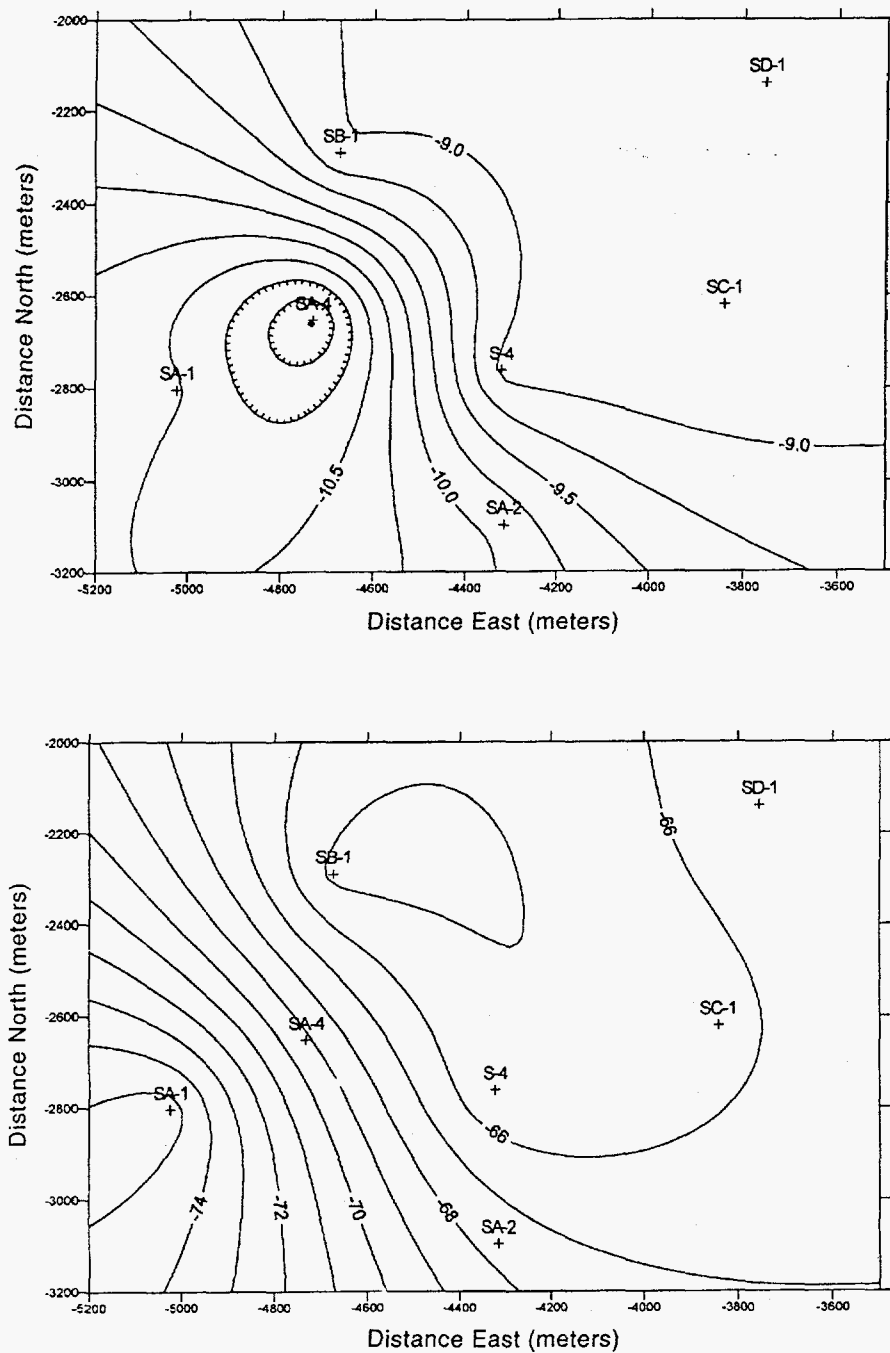 -2000
SD-1
-2200
SB-1
-9.0
-2400
Distance North (meters)
-2600
SA-4
SC-1
S-4
SA-1
-2800
-9.0
-10.5
-10.0
-9.5
-3000
SA-2
-3200
-5200 -5000 -4800 -4600 -4400 -4200 -4000 -3800 -3600
Distance East (meters)
-2000
SD-1
-66
-2200
SB-1
-2400
Distance North (meters)
-2600
SA-4
SC-1
S-4
SA-1
-2800
-66
-74
-72
-70
-68
-3000
SA-2
-3200
-5200 -5000 -4800 -4600 -4400 -4200 -4000 -3800 -3600
Distance East (meters)